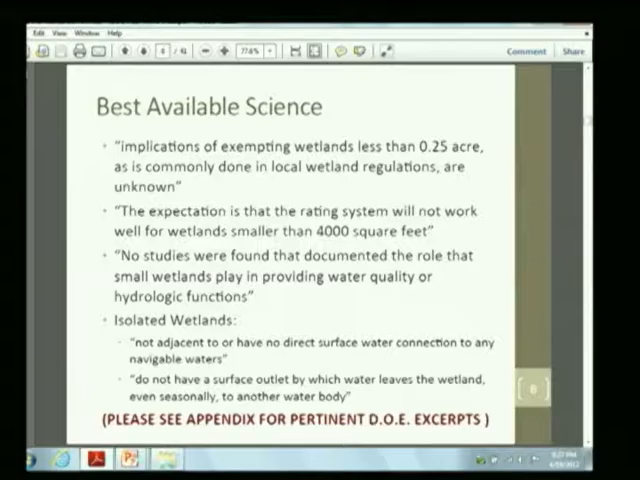 Edit View Window Help
8 / 41
77.6%
Comment
Share
Best Available Science
• "implications of exempting wetlands less than 0.25 acre,
as is commonly done in local wetland regulations, are
unknown"
• "The expectation is that the rating system will not work
well for wetlands smaller than 4000 square feet"
• "No studies were found that documented the role that
small wetlands play in providing water quality or
hydrologic functions"
• Isolated Wetlands:
• "not adjacent to or have no direct surface water connection to any
navigable waters"
• "do not have a surface outlet by which water leaves the wetland,
even seasonally, to another water body"
[ 8 ]
(PLEASE SEE APPENDIX FOR PERTINENT D.O.E. EXCERPTS )